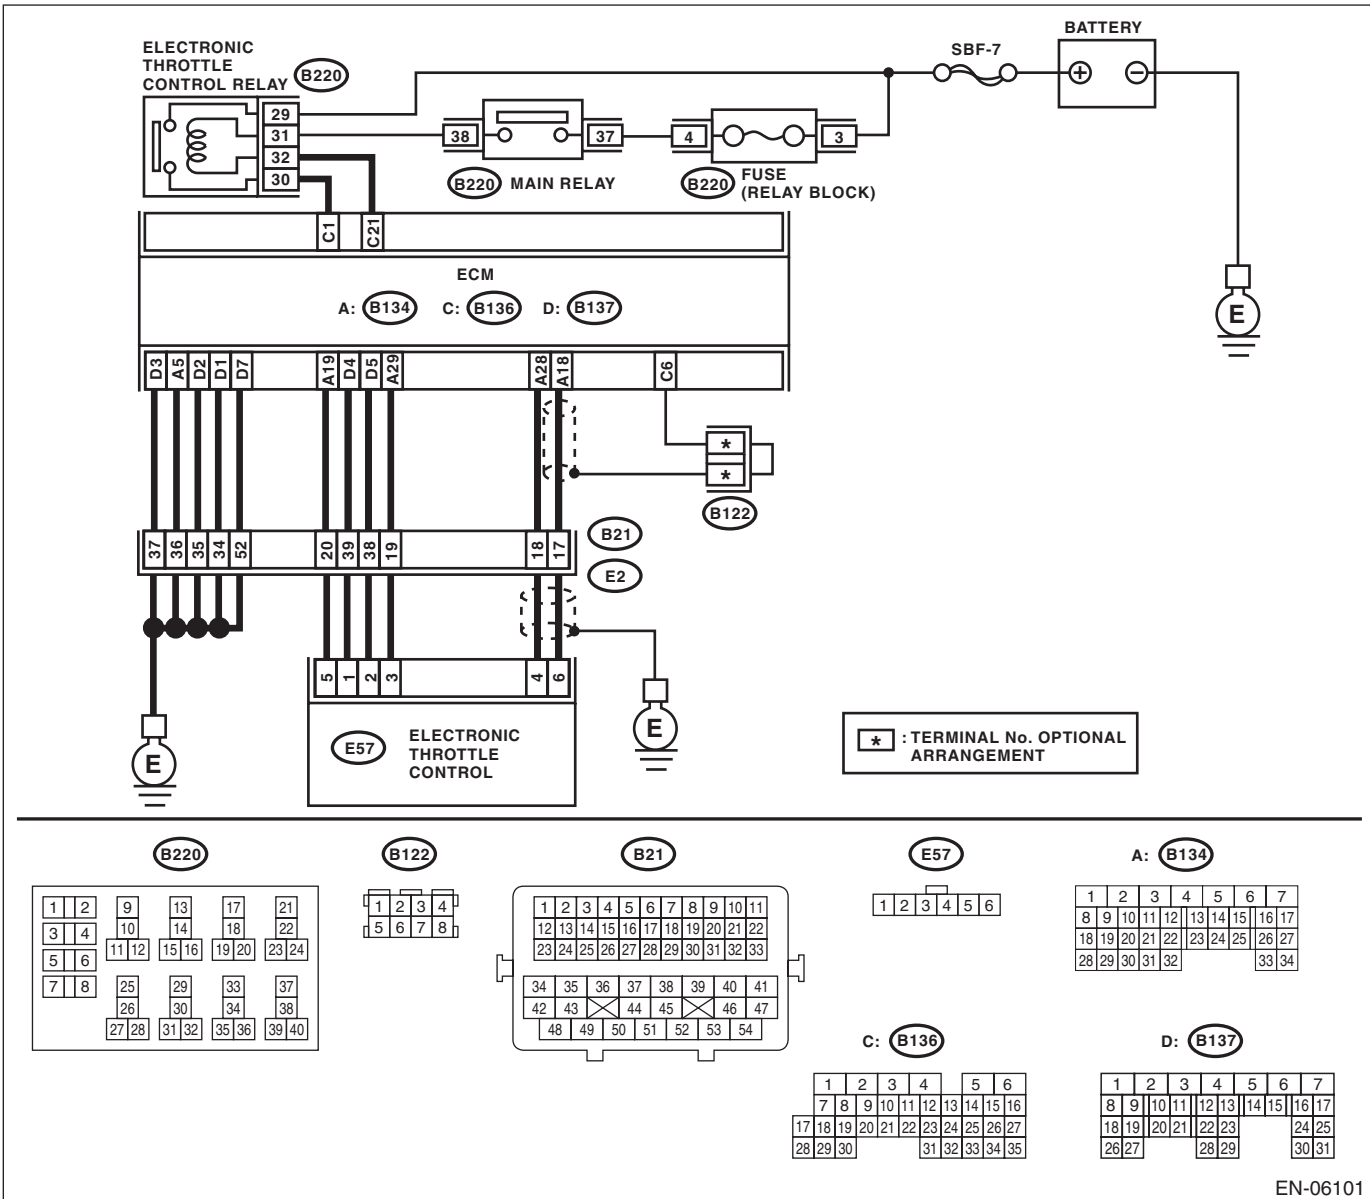 BATTERY
ELECTRONIC
THROTTLE
CONTROL RELAY
B220
SBF-7
29
31
32
30
38
37
4
3
B220 MAIN RELAY
B220 FUSE
(RELAY BLOCK)
C1 C21
ECM
A: B134 C: B136 D: B137
E
D3 A5 D2 D1 D7 A19 D4 D5 A29 A28 A18 C6
*
*
B122
37 36 35 34 52 20 39 38 19 18 17
B21
E2
5 1 2 3 4 6
E57 ELECTRONIC
THROTTLE
CONTROL
E
E
* : TERMINAL No. OPTIONAL
ARRANGEMENT
B220
1 2 9 13 17 21
3 4 10 14 18 22
11 12 15 16 19 20 23 24
5 6
7 8 25 29 33 37
26 30 34 38
27 28 31 32 35 36 39 40
B122
1 2 3 4
5 6 7 8
B21
1 2 3 4 5 6 7 8 9 10 11
12 13 14 15 16 17 18 19 20 21 22
23 24 25 26 27 28 29 30 31 32 33
34 35 36 37 38 39 40 41
42 43 44 45 46 47
48 49 50 51 52 53 54
E57
1 2 3 4 5 6
A: B134
1 2 3 4 5 6 7
8 9 10 11 12 13 14 15 16 17
18 19 20 21 22 23 24 25 26 27
28 29 30 31 32 33 34
C: B136
1 2 3 4 5 6
7 8 9 10 11 12 13 14 15 16
17 18 19 20 21 22 23 24 25 26 27
28 29 30 31 32 33 34 35
D: B137
1 2 3 4 5 6 7
8 9 10 11 12 13 14 15 16 17
18 19 20 21 22 23 24 25
26 27 28 29 30 31
EN-06101